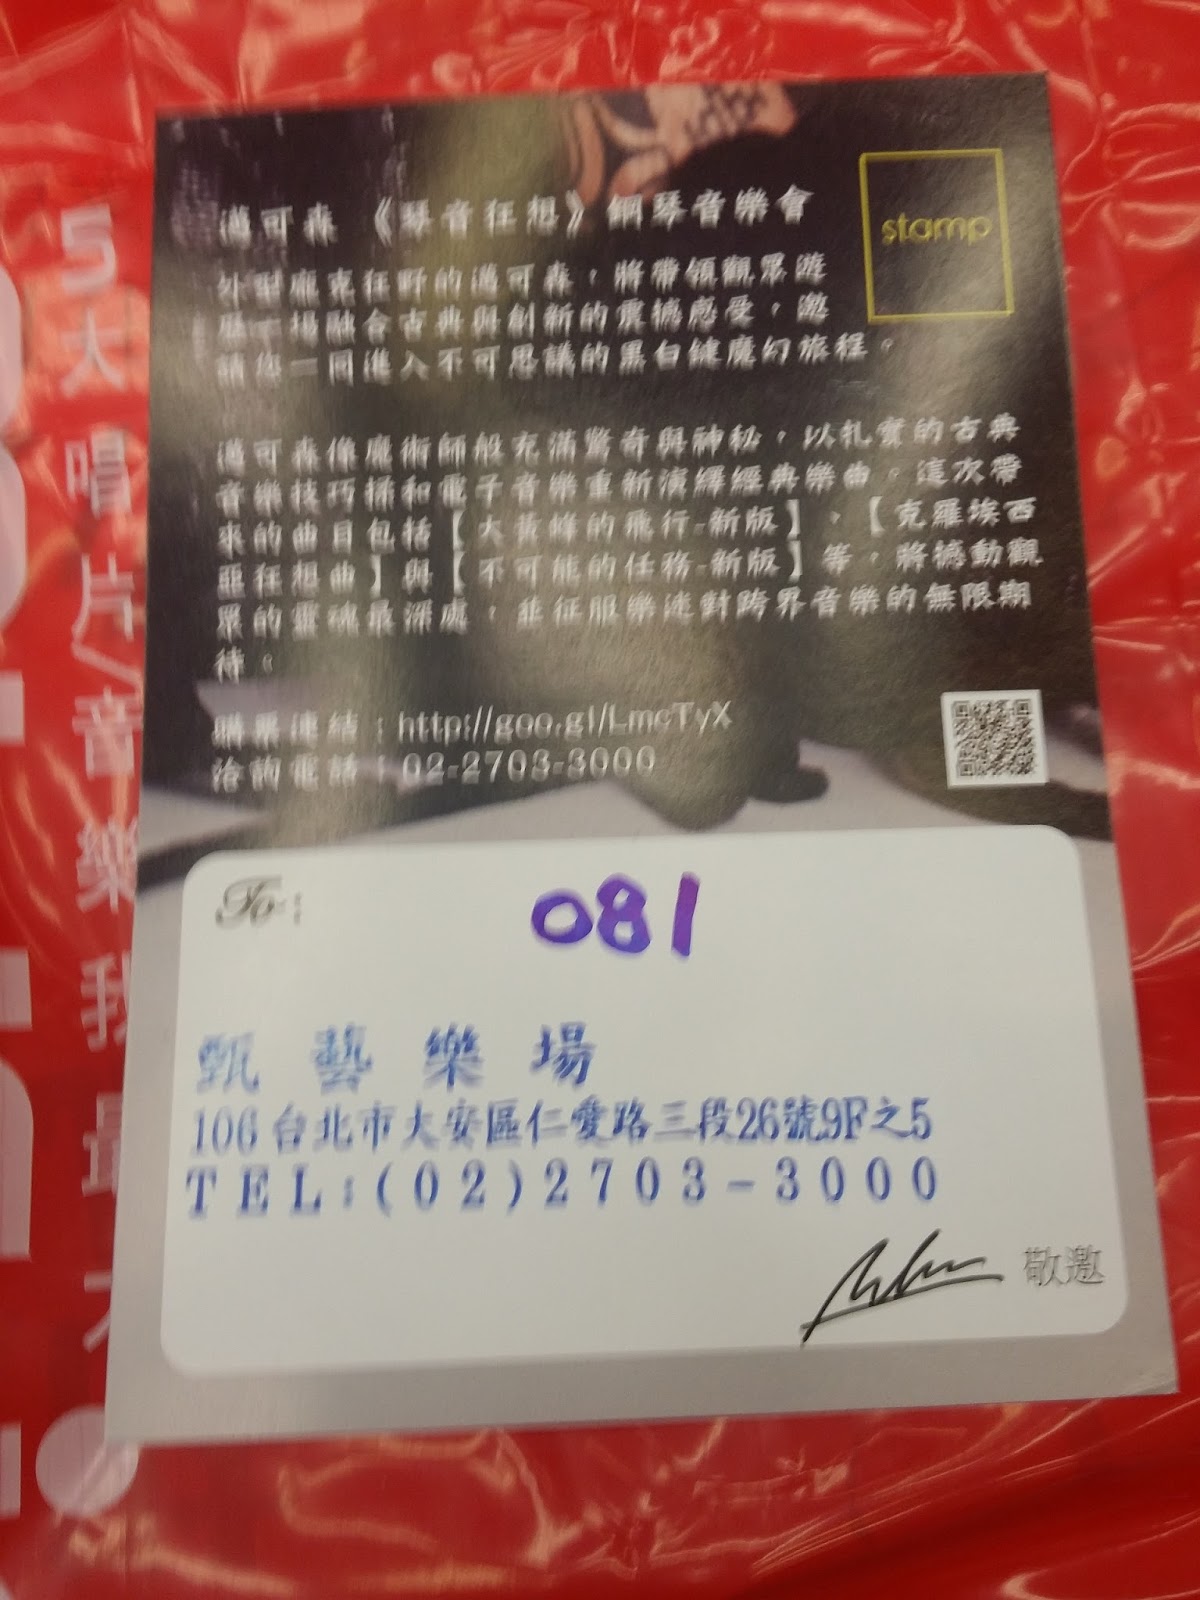 邁可森《琴音狂想》鋼琴音樂會
stamp
外型龐克狂野的邁可森，將帶領觀眾遊
歷一場融合古典與創新的震撼感受，邀
請您一同進入不可思議的黑白鍵魔幻旅程。
邁可森像魔術師般充滿驚奇與神秘，以扎實的古典
音樂技巧揉和電子音樂重新演繹經典樂曲。這次帶
來的曲目包括【大黃蜂的飛行-新版】、【克羅埃西
亞狂想曲】與【不可能的任務-新版】等，將撼動觀
眾的靈魂最深處，並征服樂迷對跨界音樂的無限期
待。
購票連結：http://goo.gl/LmcTyX
洽詢電話：02-2703-3000
To:
081
甄藝樂場
106台北市大安區仁愛路三段26號9F之5
TEL:(02)2703-3000
敬邀
5大唱片/音樂我最大